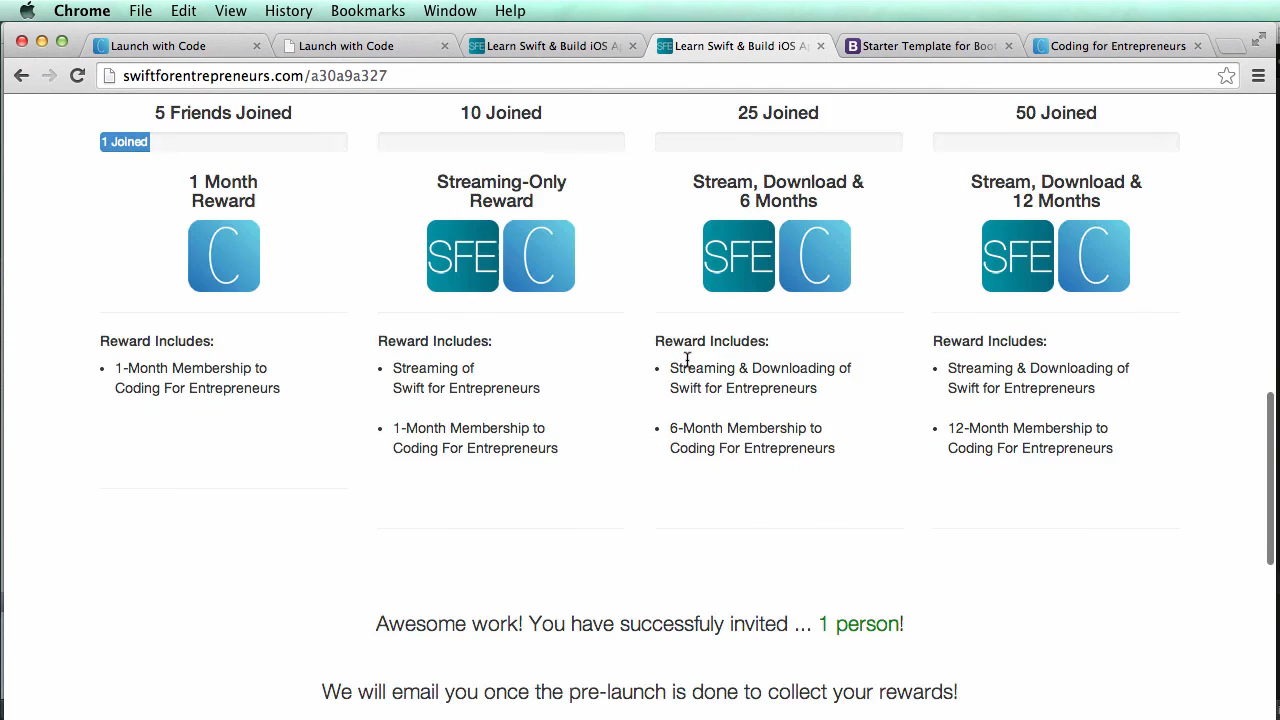 Chrome File Edit View History Bookmarks Window Help
Launch with Code Launch with Code Learn Swift & Build iOS A Learn Swift & Build iOS A Starter Template for Boot Coding for Entrepreneurs
swiftforentrepreneurs.com/a30a9a327
5 Friends Joined 10 Joined 25 Joined 50 Joined
1 Joined
1 Month Streaming-Only Stream, Download & Stream, Download &
Reward Reward 6 Months 12 Months
C SFE C SFE C SFE C
Reward Includes: Reward Includes: Reward Includes: Reward Includes:
• 1-Month Membership to • Streaming of • Streaming & Downloading of • Streaming & Downloading of
Coding For Entrepreneurs Swift for Entrepreneurs Swift for Entrepreneurs Swift for Entrepreneurs
• 1-Month Membership to • 6-Month Membership to • 12-Month Membership to
Coding For Entrepreneurs Coding For Entrepreneurs Coding For Entrepreneurs
Awesome work! You have successfuly invited ... 1 person!
We will email you once the pre-launch is done to collect your rewards!